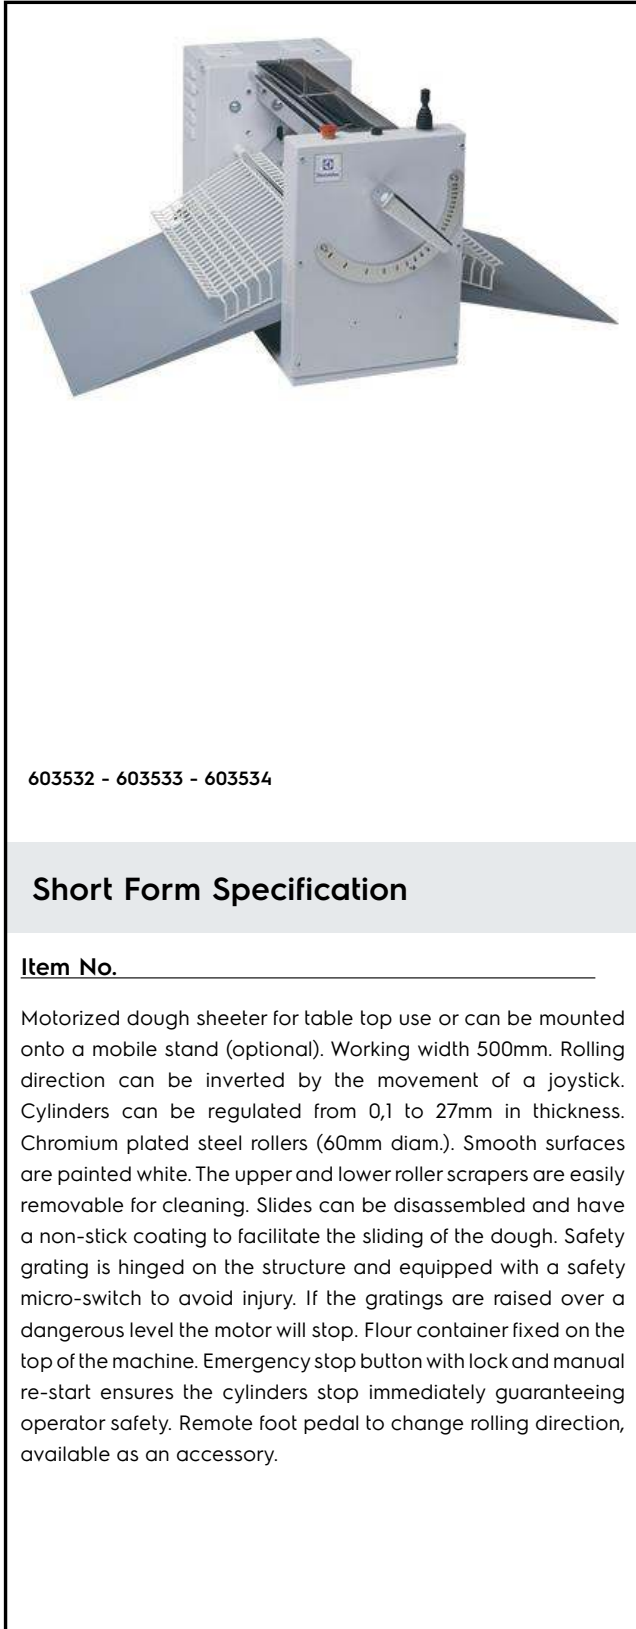 Electrolux
603532 - 603533 - 603534
Short Form Specification
Item No.
Motorized dough sheeter for table top use or can be mounted
onto a mobile stand (optional). Working width 500mm. Rolling
direction can be inverted by the movement of a joystick.
Cylinders can be regulated from 0,1 to 27mm in thickness.
Chromium plated steel rollers (60mm diam.). Smooth surfaces
are painted white. The upper and lower roller scrapers are easily
removable for cleaning. Slides can be disassembled and have
a non-stick coating to facilitate the sliding of the dough. Safety
grating is hinged on the structure and equipped with a safety
micro-switch to avoid injury. If the gratings are raised over a
dangerous level the motor will stop. Flour container fixed on the
top of the machine. Emergency stop button with lock and manual
re-start ensures the cylinders stop immediately guaranteeing
operator safety. Remote foot pedal to change rolling direction,
available as an accessory.